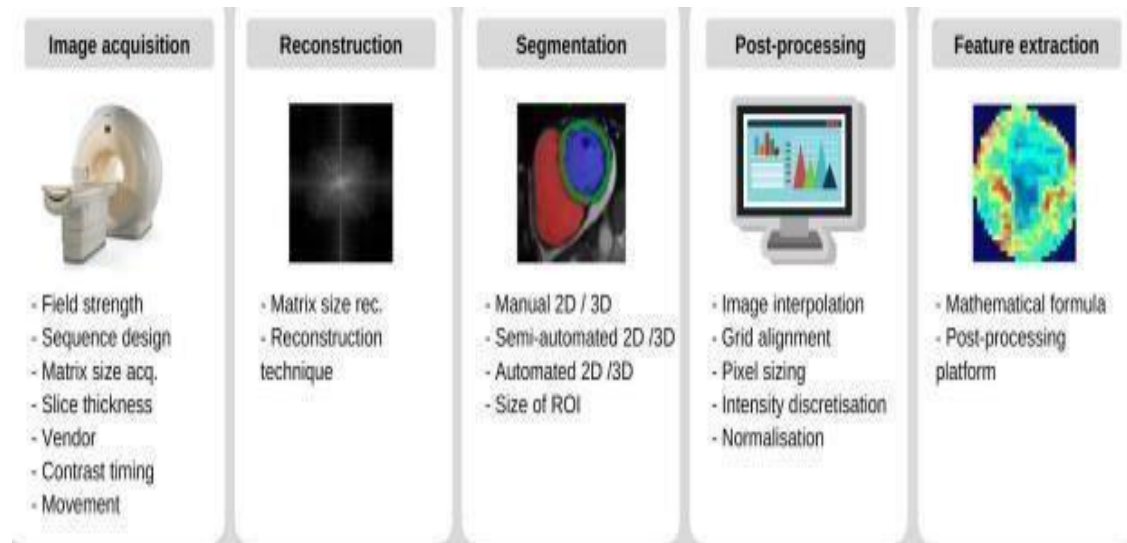 Image acquisition
- Field strength
- Sequence design
- Matrix size acq.
- Slice thickness
- Vendor
- Contrast timing
- Movement
Reconstruction
- Matrix size rec.
- Reconstruction
technique
Segmentation
- Manual 2D / 3D
- Semi-automated 2D /3D
- Automated 2D /3D
- Size of ROI
Post-processing
- Image interpolation
- Grid alignment
- Pixel sizing
- Intensity discretisation
- Normalisation
Feature extraction
- Mathematical formula
- Post-processing
platform